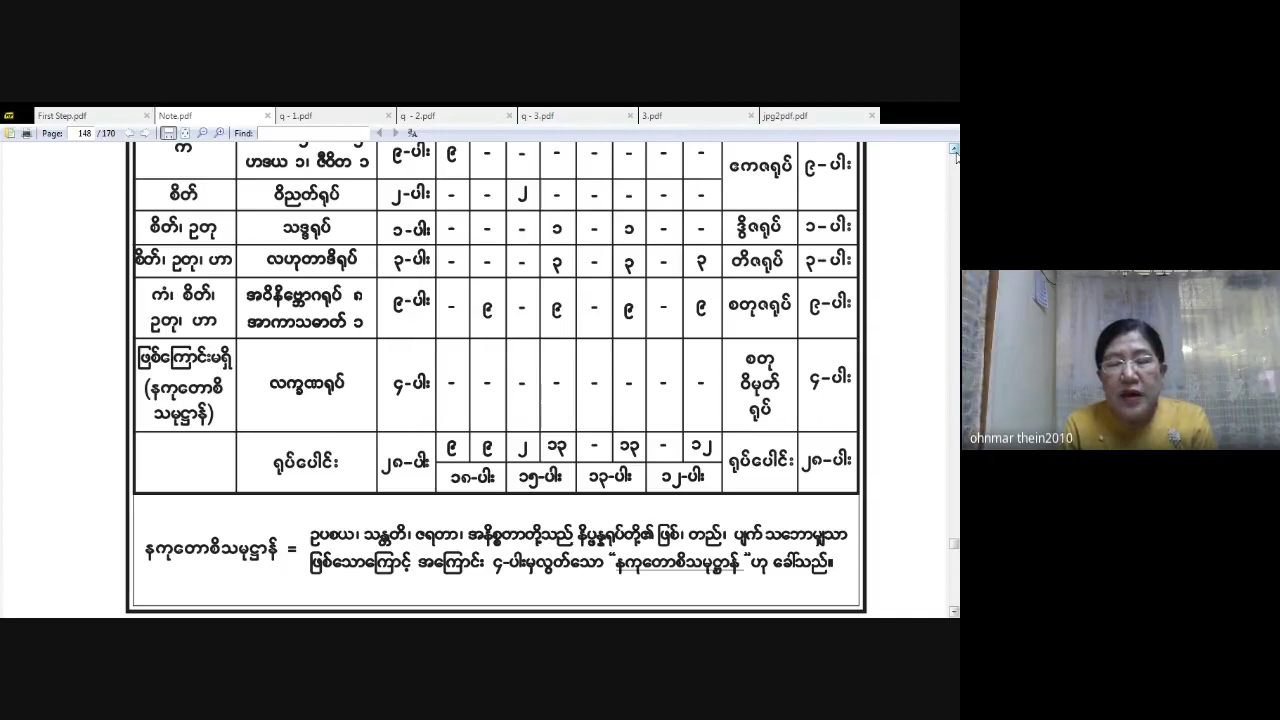 First Step.pdf Note.pdf q - 1.pdf q - 2.pdf q - 3.pdf 3.pdf jpg2pdf.pdf
Page: 148 / 170 Find:
ဟဒယ ၁၊ ဇီဝိတ ၁ ၉-ပါး ၉ - - - - - - - ဧကဇရုပ် ၉-ပါး
စိတ် ဝိညတ်ရုပ် ၂-ပါး - - ၂ - - - - -
စိတ်၊ ဥတု သဒ္ဒရုပ် ၁-ပါး - - - ၁ - ၁ - - ဒွိဇရုပ် ၁-ပါး
စိတ်၊ ဥတု၊ ဟာ လဟုတာဒိရုပ် ၃-ပါး - - - ၃ - ၃ - ၃ တိဇရုပ် ၃-ပါး
ကံ၊ စိတ်၊ ဥတု၊ ဟာ အဝိနိဗ္ဘောဂရုပ် ၈ အာကာသဓာတ် ၁ ၉-ပါး - ၉ - ၉ - ၉ - ၉ စတုဇရုပ် ၉-ပါး
ဖြစ်ကြောင်းမရှိ (နကုတောစိ သမုဋ္ဌာန်) လက္ခဏရုပ် ၄-ပါး - - - - - - - - စတု ဝိမုတ် ရုပ် ၄-ပါး
ရုပ်ပေါင်း ၂၈-ပါး ၉ ၉ ၂ ၁၃ - ၁၃ - ၁၂ ရုပ်ပေါင်း ၂၈-ပါး
၁၈-ပါး ၁၅-ပါး ၁၃-ပါး ၁၂-ပါး
နကုတောစိသမုဋ္ဌာန် = ဥပစယ၊ သန္တတိ၊ ဇရတာ၊ အနိစ္စတာတို့သည် နိပ္ဖန္နရုပ်တို့၏ ဖြစ်၊ တည်၊ ပျက် သဘောမျှသာ
ဖြစ်သောကြောင့် အကြောင်း ၄-ပါးမှလွတ်သော “နကုတောစိသမုဋ္ဌာန် “ဟု ခေါ်သည်။
ohnmar thein2010